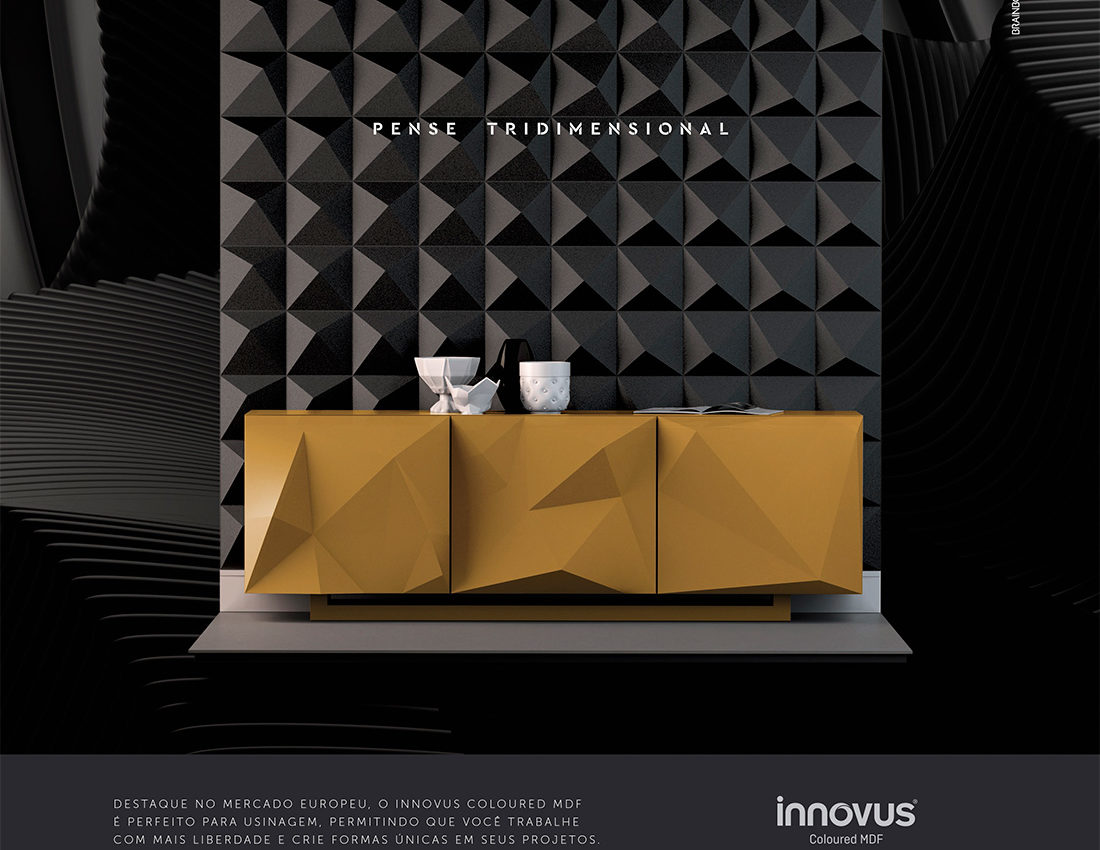 PENSE TRIDIMENSIONAL
DESTAQUE NO MERCADO EUROPEU, O INNOVUS COLOURED MDF
É PERFEITO PARA USINAGEM, PERMITINDO QUE VOCÊ TRABALHE
COM MAIS LIBERDADE E CRIE FORMAS ÚNICAS EM SEUS PROJETOS.
innovus®
Coloured MDF